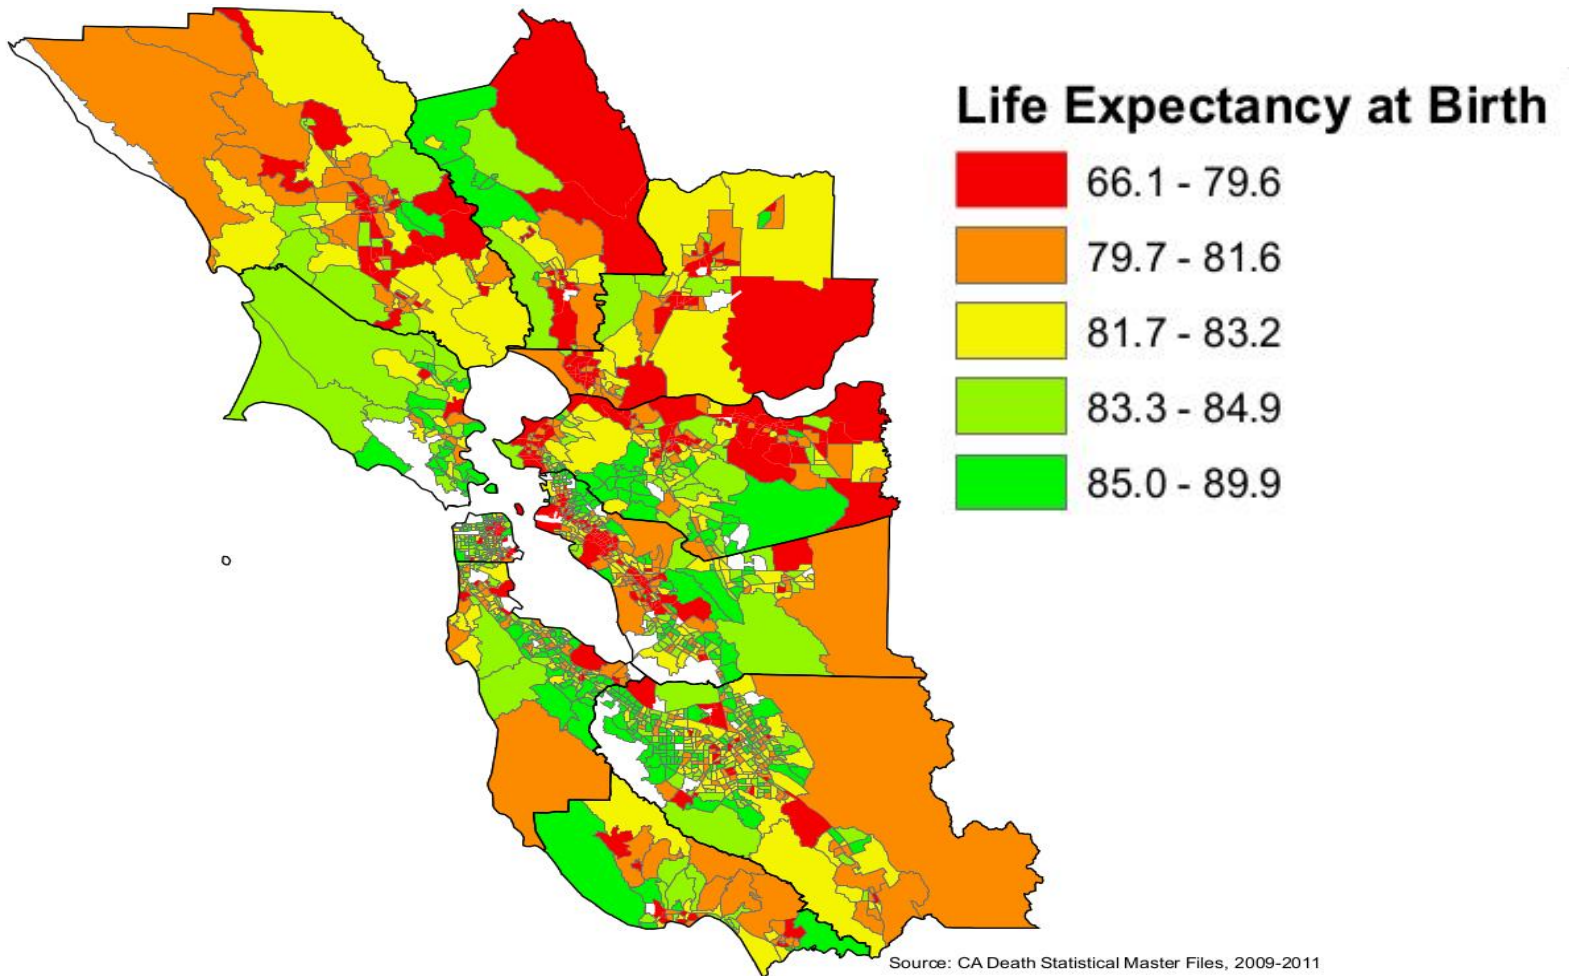 Life Expectancy at Birth
66.1 - 79.6
79.7 - 81.6
81.7 - 83.2
83.3 - 84.9
85.0 - 89.9
Source: CA Death Statistical Master Files, 2009-2011